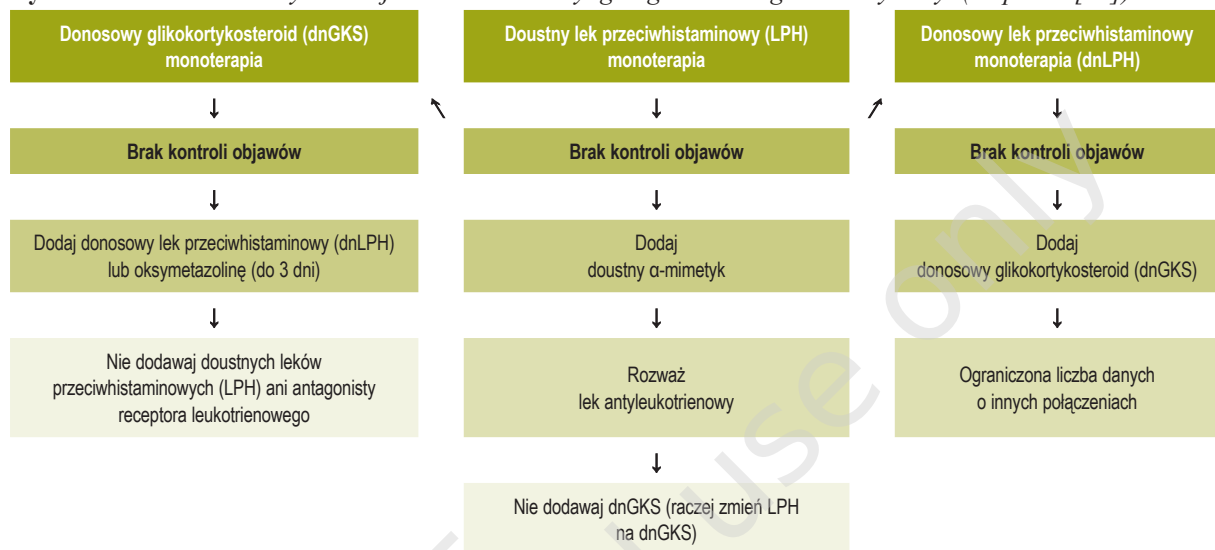 Donosowy glikokortykosteroid (dnGKS)
monoterapia
↓
Brak kontroli objawów
↓
Dodaj donosowy lek przeciwhistaminowy (dnLPH)
lub oksymetazolinę (do 3 dni)
↓
Nie dodawaj doustnych leków
przeciwhistaminowych (LPH) ani antagonisty
receptora leukotrienowego
↖
Doustny lek przeciwhistaminowy (LPH)
monoterapia
↓
Brak kontroli objawów
↓
Dodaj
doustny α-mimetyk
↓
Rozważ
lek antyleukotrienowy
↓
Nie dodawaj dnGKS (raczej zmień LPH
na dnGKS)
↗
Donosowy lek przeciwhistaminowy
monoterapia (dnLPH)
↓
Brak kontroli objawów
↓
Dodaj
donosowy glikokortykosteroid (dnGKS)
↓
Ograniczona liczba danych
o innych połączeniach
use only